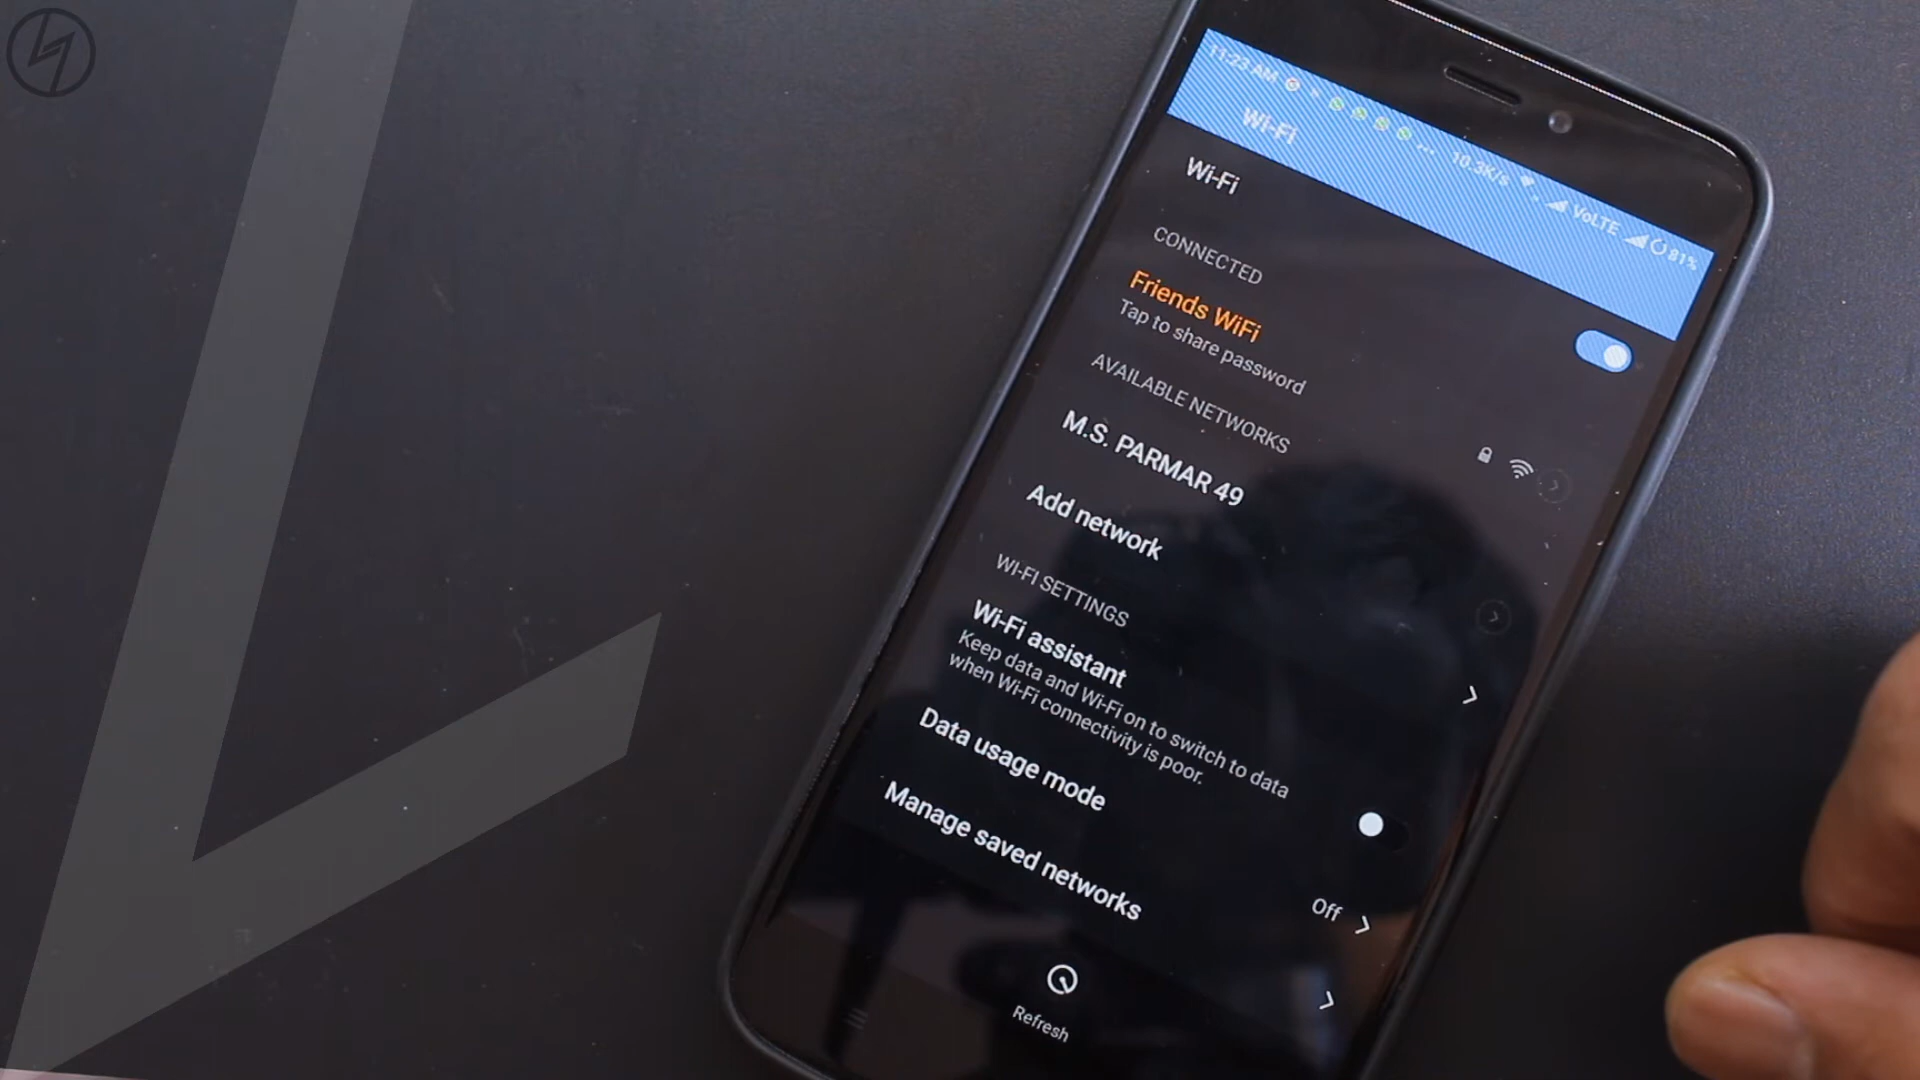 11:23 AM ... 10.3K/s VoLTE 81%
Wi-Fi
Wi-Fi
CONNECTED
Friends WiFi
Tap to share password
AVAILABLE NETWORKS
M.S. PARMAR 49
Add network
WI-FI SETTINGS
Wi-Fi assistant
Keep data and Wi-Fi on to switch to data
when Wi-Fi connectivity is poor.
Data usage mode
Off
Manage saved networks
Refresh